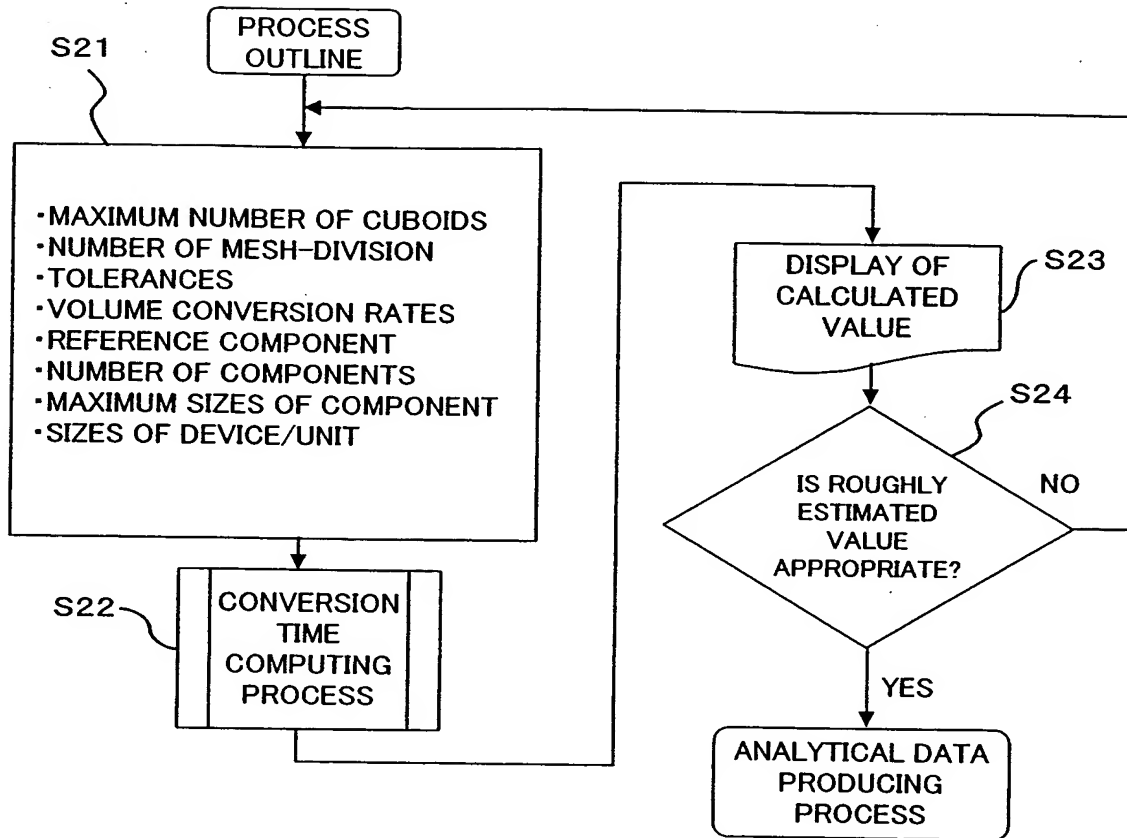 PROCESS
OUTLINE
S21
·MAXIMUM NUMBER OF CUBOIDS
·NUMBER OF MESH-DIVISION
·TOLERANCES
·VOLUME CONVERSION RATES
·REFERENCE COMPONENT
·NUMBER OF COMPONENTS
·MAXIMUM SIZES OF COMPONENT
·SIZES OF DEVICE/UNIT
S22
CONVERSION
TIME
COMPUTING
PROCESS
DISPLAY OF
CALCULATED
VALUE
S23
S24
IS ROUGHLY
ESTIMATED
VALUE
APPROPRIATE?
NO
YES
ANALYTICAL DATA
PRODUCING
PROCESS